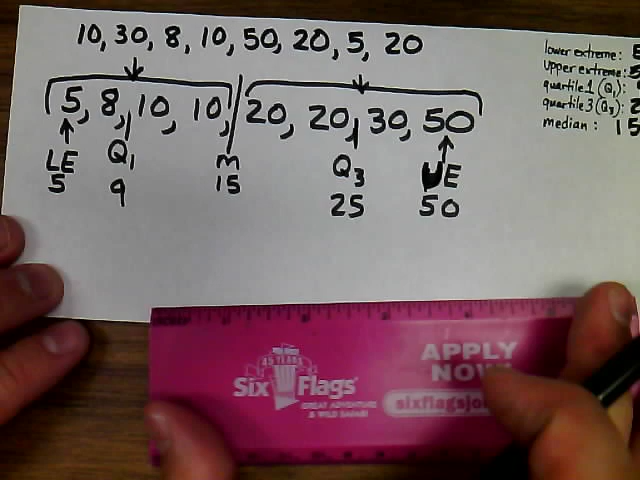 10, 30, 8, 10, 50, 20, 5, 20
lower extreme:
upper extreme:
quartile 1 (Q₁):
quartile 3 (Q₃):
median: 15
5, 8, 10, 10, 20, 20, 30, 50
LE Q₁ M Q₃ UE
5 9 15 25 50
45 YEARS
Six Flags
GREAT ADVENTURE
& WILD SAFARI
APPLY